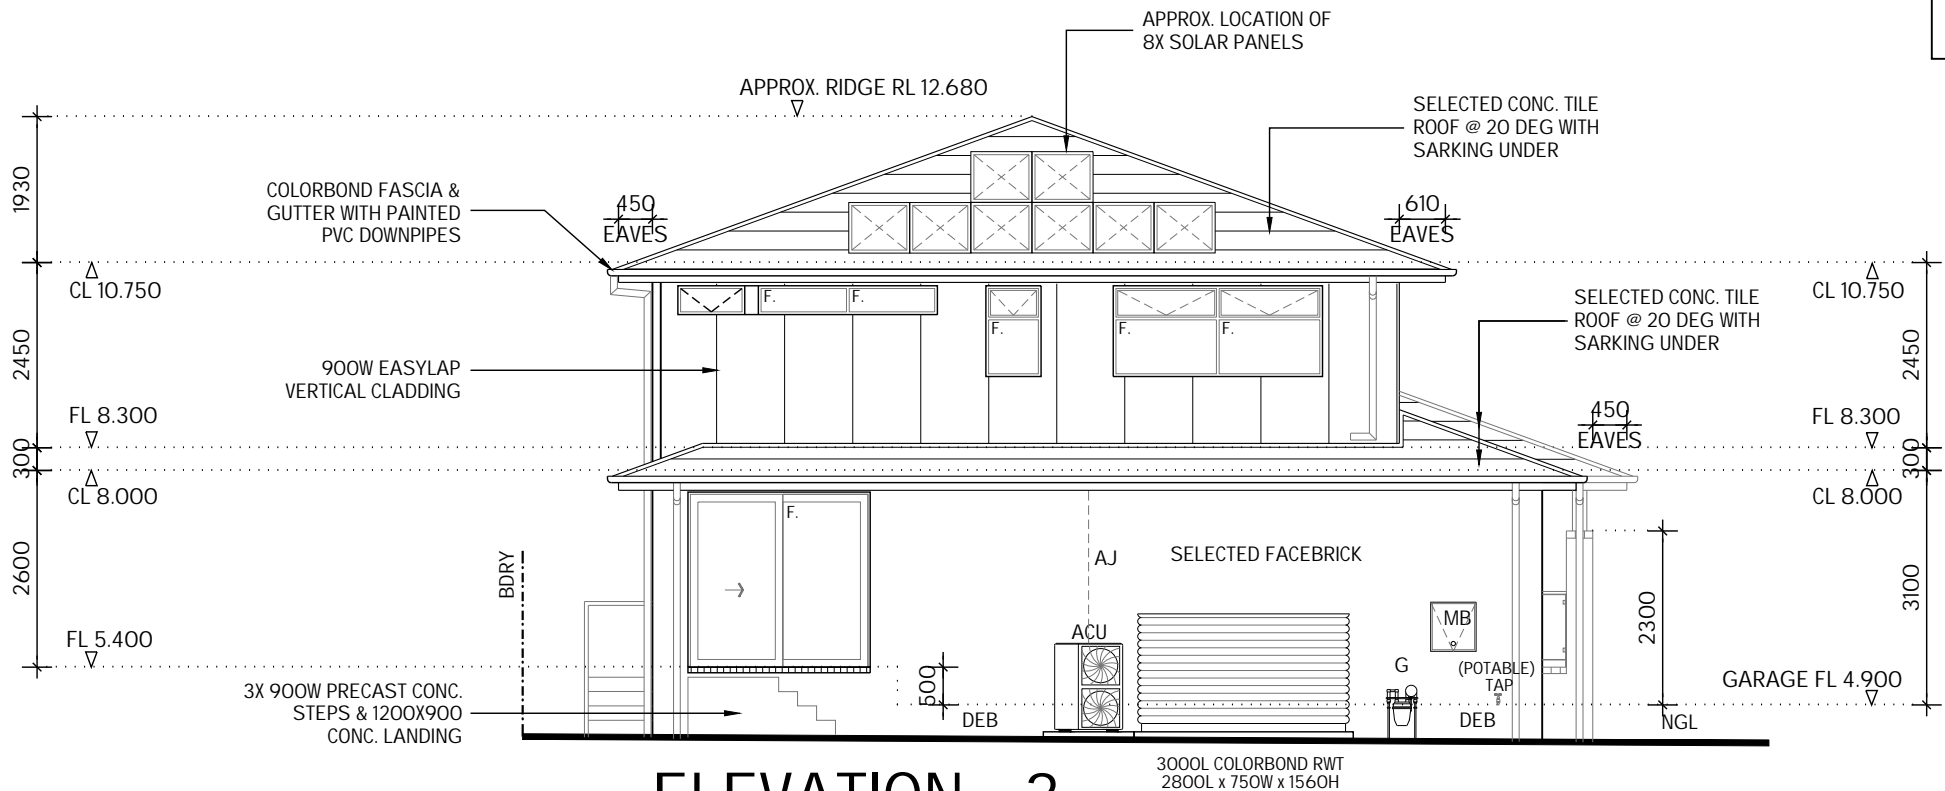 APPROX. LOCATION OF
8X SOLAR PANELS
APPROX. RIDGE RL 12.680
SELECTED CONC. TILE
ROOF @ 20 DEG WITH
SARKING UNDER
1930
COLORBOND FASCIA &
GUTTER WITH PAINTED
PVC DOWNPIPES
450
EAVES
610
EAVES
CL 10.750
CL 10.750
F.
F.
F.
F.
F.
SELECTED CONC. TILE
ROOF @ 20 DEG WITH
SARKING UNDER
2450
2450
900W EASYLAP
VERTICAL CLADDING
FL 8.300
450
EAVES
FL 8.300
300
300
CL 8.000
CL 8.000
F.
2600
BDRY
AJ
SELECTED FACEBRICK
2300
3100
MB
ACU
FL 5.400
G
(POTABLE)
TAP
500
GARAGE FL 4.900
3X 900W PRECAST CONC.
STEPS & 1200X900
CONC. LANDING
DEB
DEB
NGL
3000L COLORBOND RWT
2800L x 750W x 1560H
ELEVATION